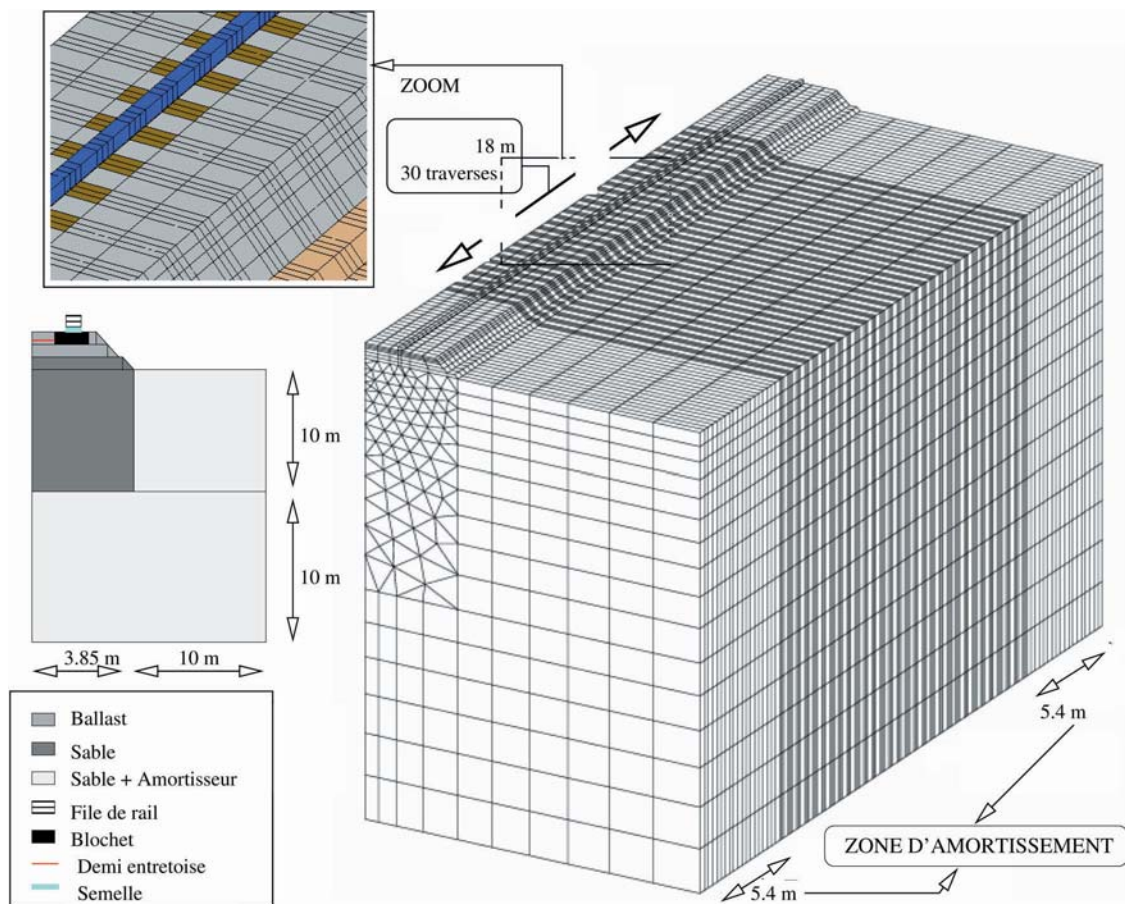 ZOOM
18 m
30 traverses
10 m
10 m
3.85 m
10 m
Ballast
Sable
Sable + Amortisseur
File de rail
Blochet
Demi entretoise
Semelle
5.4 m
ZONE D'AMORTISSEMENT
5.4 m